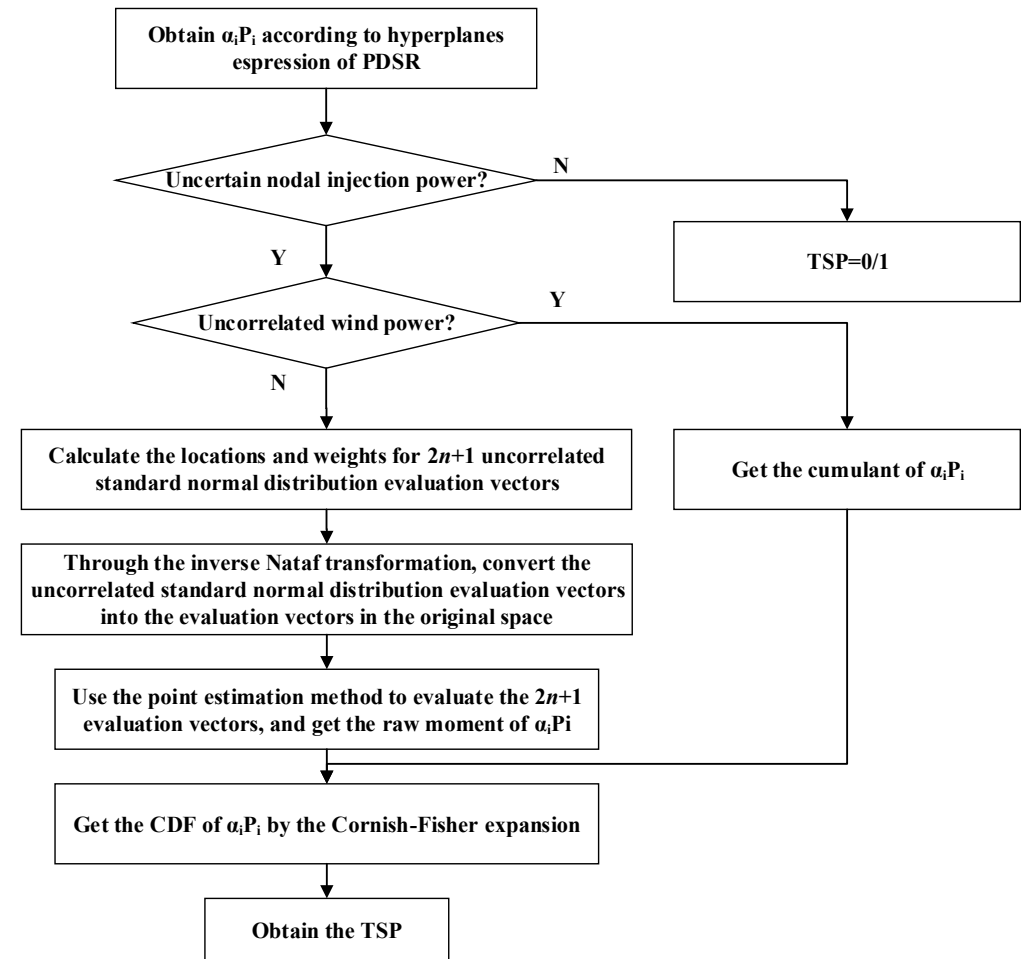 Obtain αᵢPᵢ according to hyperplanes
espression of PDSR
Uncertain nodal injection power?
N
Y
TSP=0/1
Uncorrelated wind power?
Y
N
Calculate the locations and weights for 2n+1 uncorrelated
standard normal distribution evaluation vectors
Get the cumulant of αᵢPᵢ
Through the inverse Nataf transformation, convert the
uncorrelated standard normal distribution evaluation vectors
into the evaluation vectors in the original space
Use the point estimation method to evaluate the 2n+1
evaluation vectors, and get the raw moment of αᵢPi
Get the CDF of αᵢPᵢ by the Cornish-Fisher expansion
Obtain the TSP